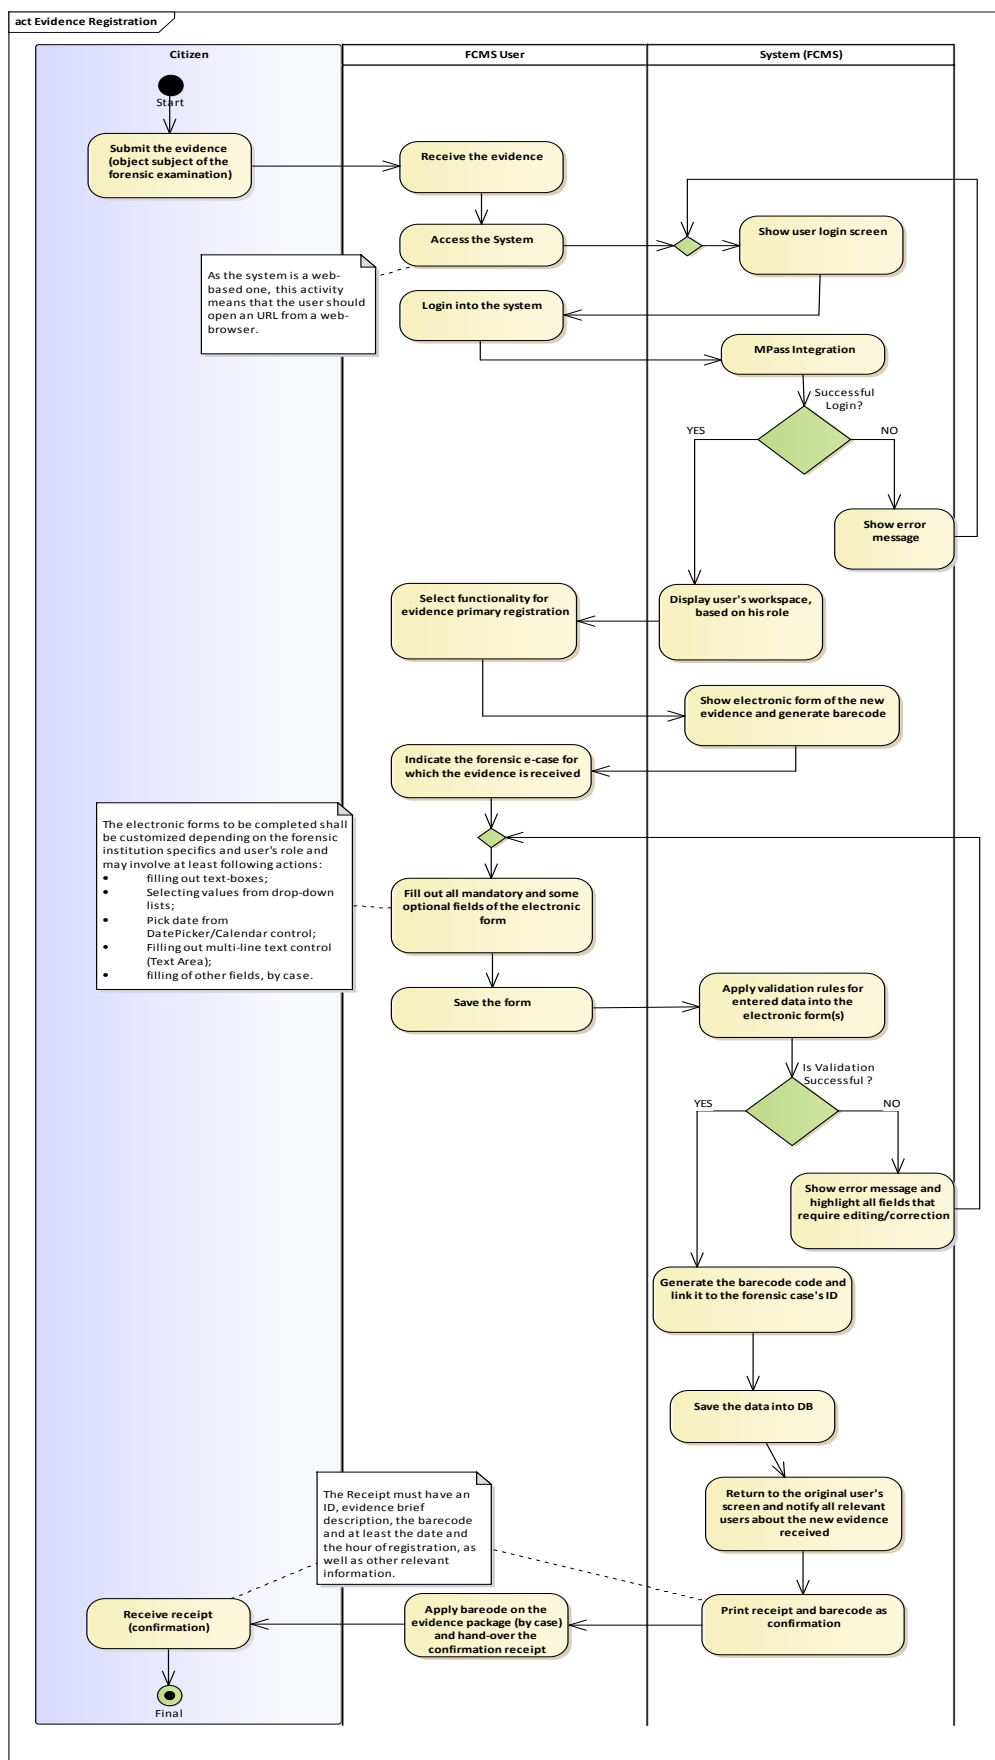 act Evidence Registration
Citizen
FCMS User
System (FCMS)
Start
Submit the evidence
(object subject of the
forensic examination)
Receive the evidence
Access the System
Show user login screen
As the system is a web-
based one, this activity
means that the user should
open an URL from a web-
browser.
Login into the system
MPass Integration
Successful
Login?
YES
NO
Show error
message
Select functionality for
evidence primary registration
Display user's workspace,
based on his role
Show electronic form of the new
evidence and generate barecode
Indicate the forensic e-case for
which the evidence is received
The electronic forms to be completed shall
be customized depending on the forensic
institution specifics and user's role and
may involve at least following actions:
• filling out text-boxes;
• Selecting values from drop-down
lists;
• Pick date from
DatePicker/Calendar control;
• Filling out multi-line text control
(Text Area);
• filling of other fields, by case.
Fill out all mandatory and some
optional fields of the electronic
form
Save the form
Apply validation rules for
entered data into the
electronic form(s)
Is Validation
Successful ?
YES
NO
Show error message and
highlight all fields that
require editing/correction
Generate the barecode code and
link it to the forensic case's ID
Save the data into DB
Return to the original user's
screen and notify all relevant
users about the new evidence
received
The Receipt must have an
ID, evidence brief
description, the barecode
and at least the date and
the hour of registration, as
well as other relevant
information.
Receive receipt
(confirmation)
Apply bareode on the
evidence package (by case)
and hand-over the
confirmation receipt
Print receipt and barecode as
confirmation
Final